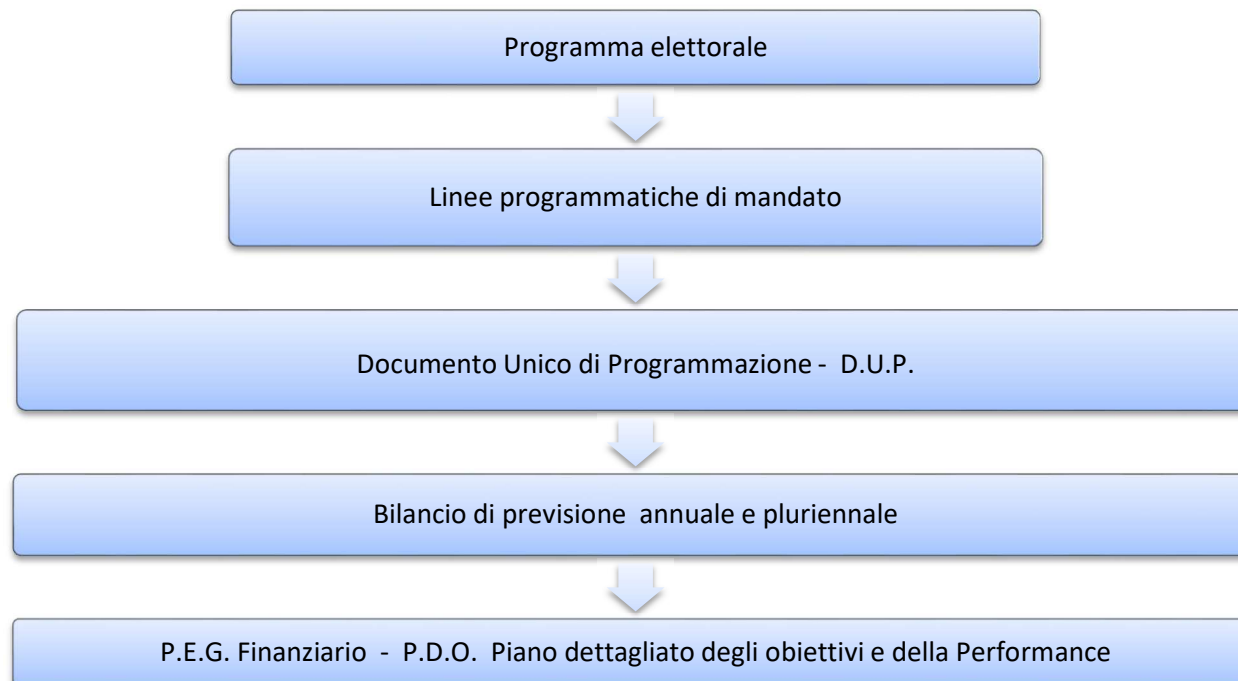 Programma elettorale
Linee programmatiche di mandato
Documento Unico di Programmazione - D.U.P.
Bilancio di previsione annuale e pluriennale
P.E.G. Finanziario - P.D.O. Piano dettagliato degli obiettivi e della Performance